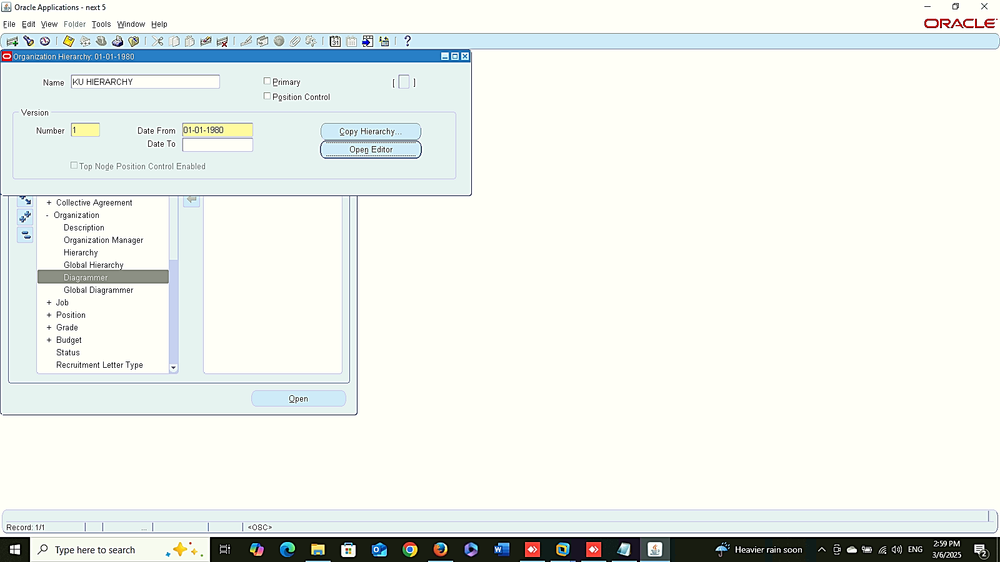 Oracle Applications - next 5
File Edit View Folder Tools Window Help
ORACLE
31
?
Organization Hierarchy: 01-01-1980
Name KU HIERARCHY
Primary
[ ]
Position Control
Version
Number 1
Date From 01-01-1980
Copy Hierarchy...
Date To
Open Editor
Top Node Position Control Enabled
+ Collective Agreement
- Organization
Description
Organization Manager
Hierarchy
Global Hierarchy
Diagrammer
Global Diagrammer
+ Job
+ Position
+ Grade
+ Budget
Status
Recruitment Letter Type
Open
Record: 1/1
...
<OSC>
Type here to search
Heavier rain soon
ENG
2:59 PM
3/6/2025
2